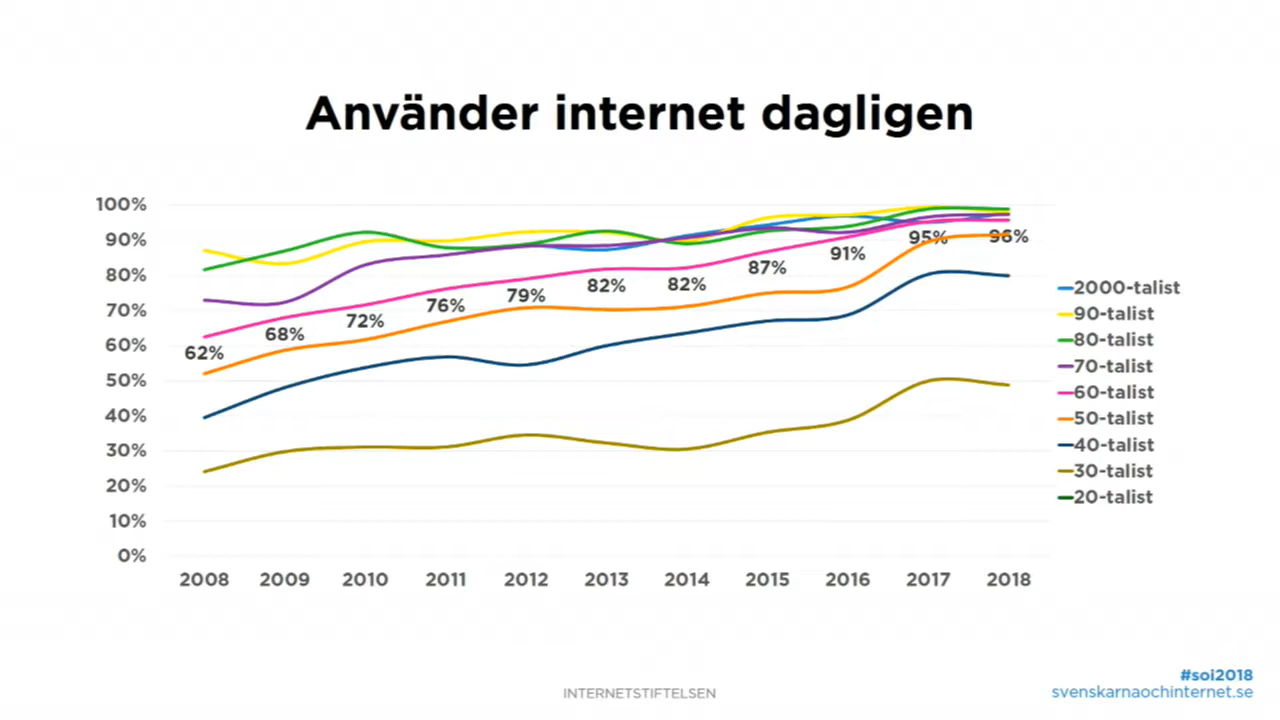 Använder internet dagligen
100%
90%
80%
70%
60%
50%
40%
30%
20%
10%
0%
62%
68%
72%
76%
79%
82%
82%
87%
91%
95%
96%
2008 2009 2010 2011 2012 2013 2014 2015 2016 2017 2018
2000-talist
90-talist
80-talist
70-talist
60-talist
50-talist
40-talist
30-talist
20-talist
INTERNETSTIFTELSEN
#soi2018
svenskarnaochinternet.se